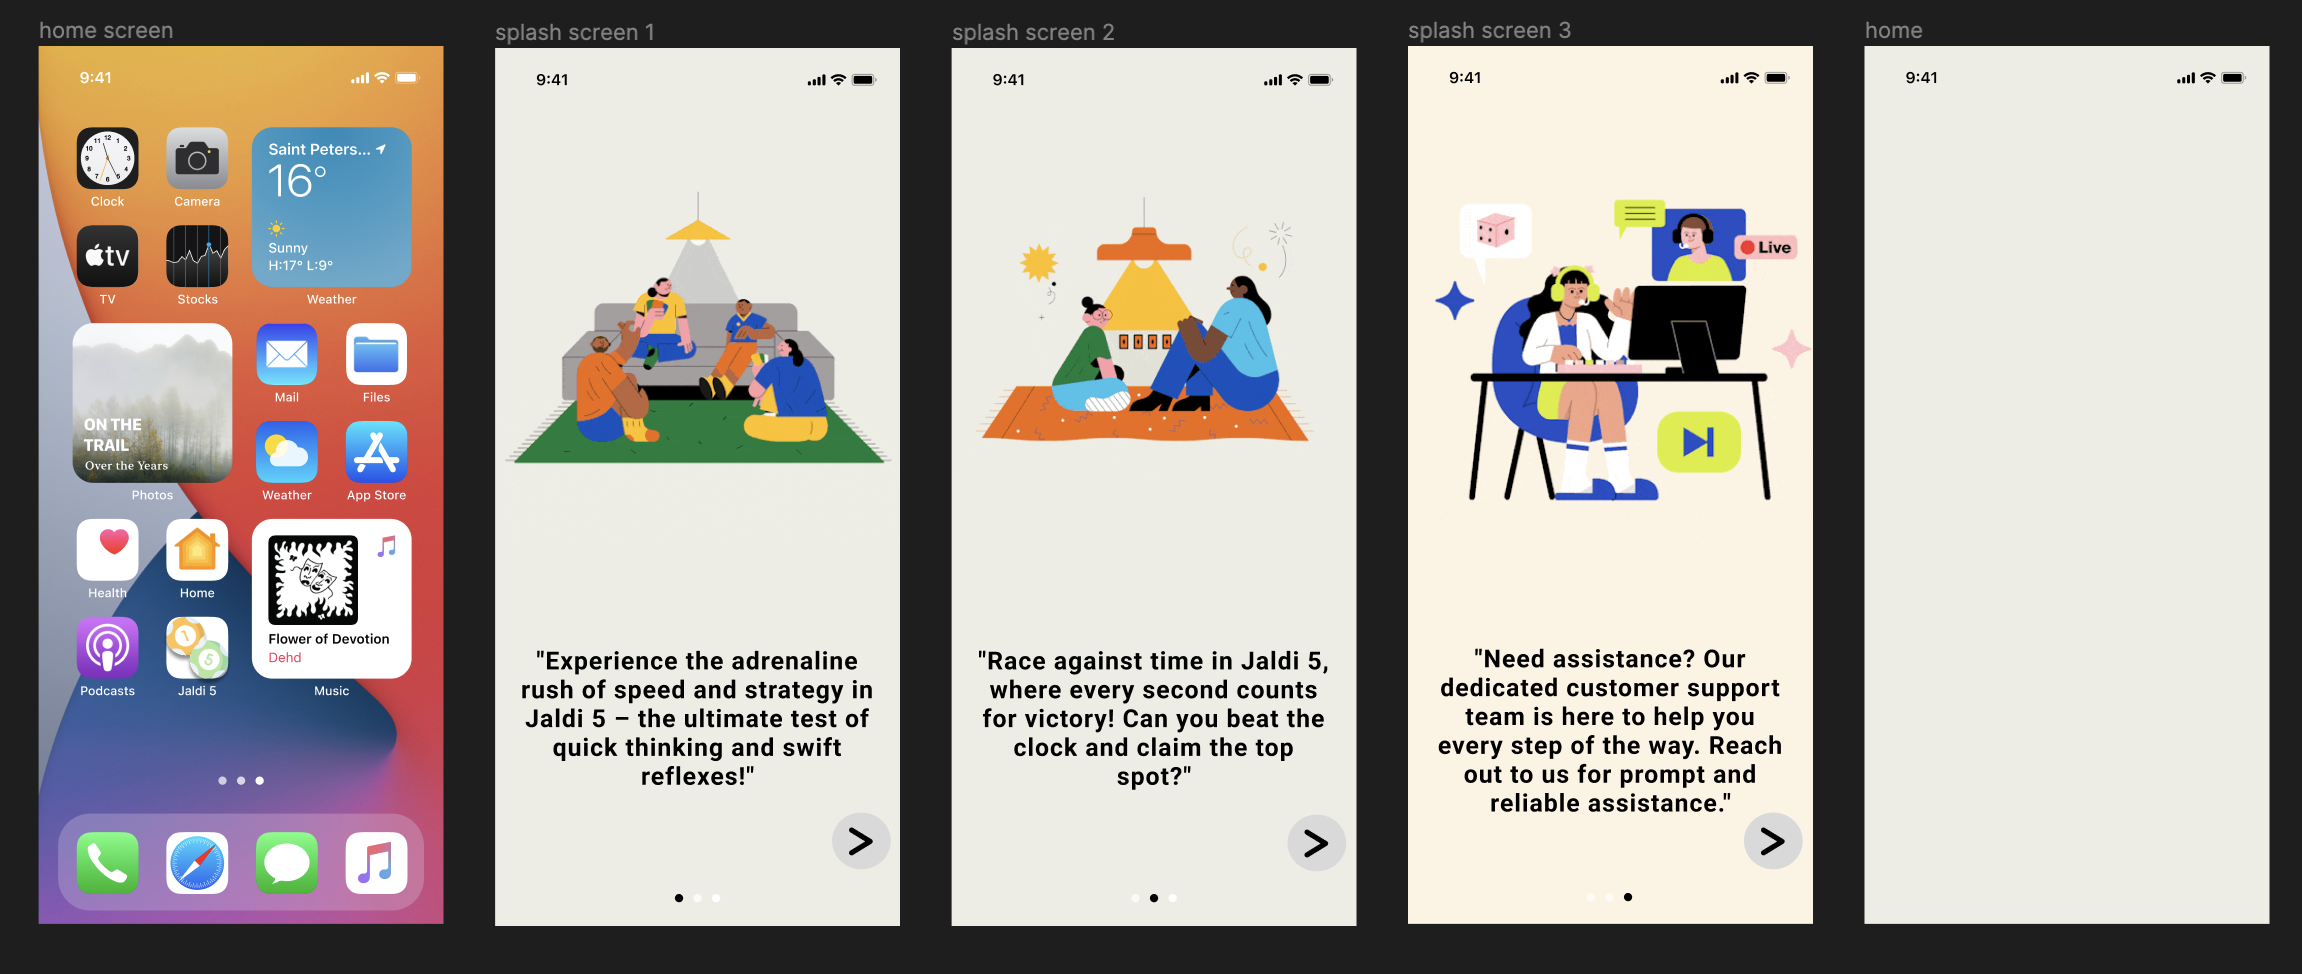 home screen
9:41
Clock
Camera
Saint Peters...
16°
Sunny
H:17° L:9°
Weather
tv
TV
Stocks
ON THE
TRAIL
Over the Years
Photos
Mail
Files
Weather
App Store
Health
Home
Flower of Devotion
Dehd
Music
Podcasts
1
5
Jaldi 5
splash screen 1
9:41
"Experience the adrenaline
rush of speed and strategy in
Jaldi 5 – the ultimate test of
quick thinking and swift
reflexes!"
>
splash screen 2
9:41
"Race against time in Jaldi 5,
where every second counts
for victory! Can you beat the
clock and claim the top
spot?"
>
splash screen 3
9:41
Live
"Need assistance? Our
dedicated customer support
team is here to help you
every step of the way. Reach
out to us for prompt and
reliable assistance."
>
home
9:41